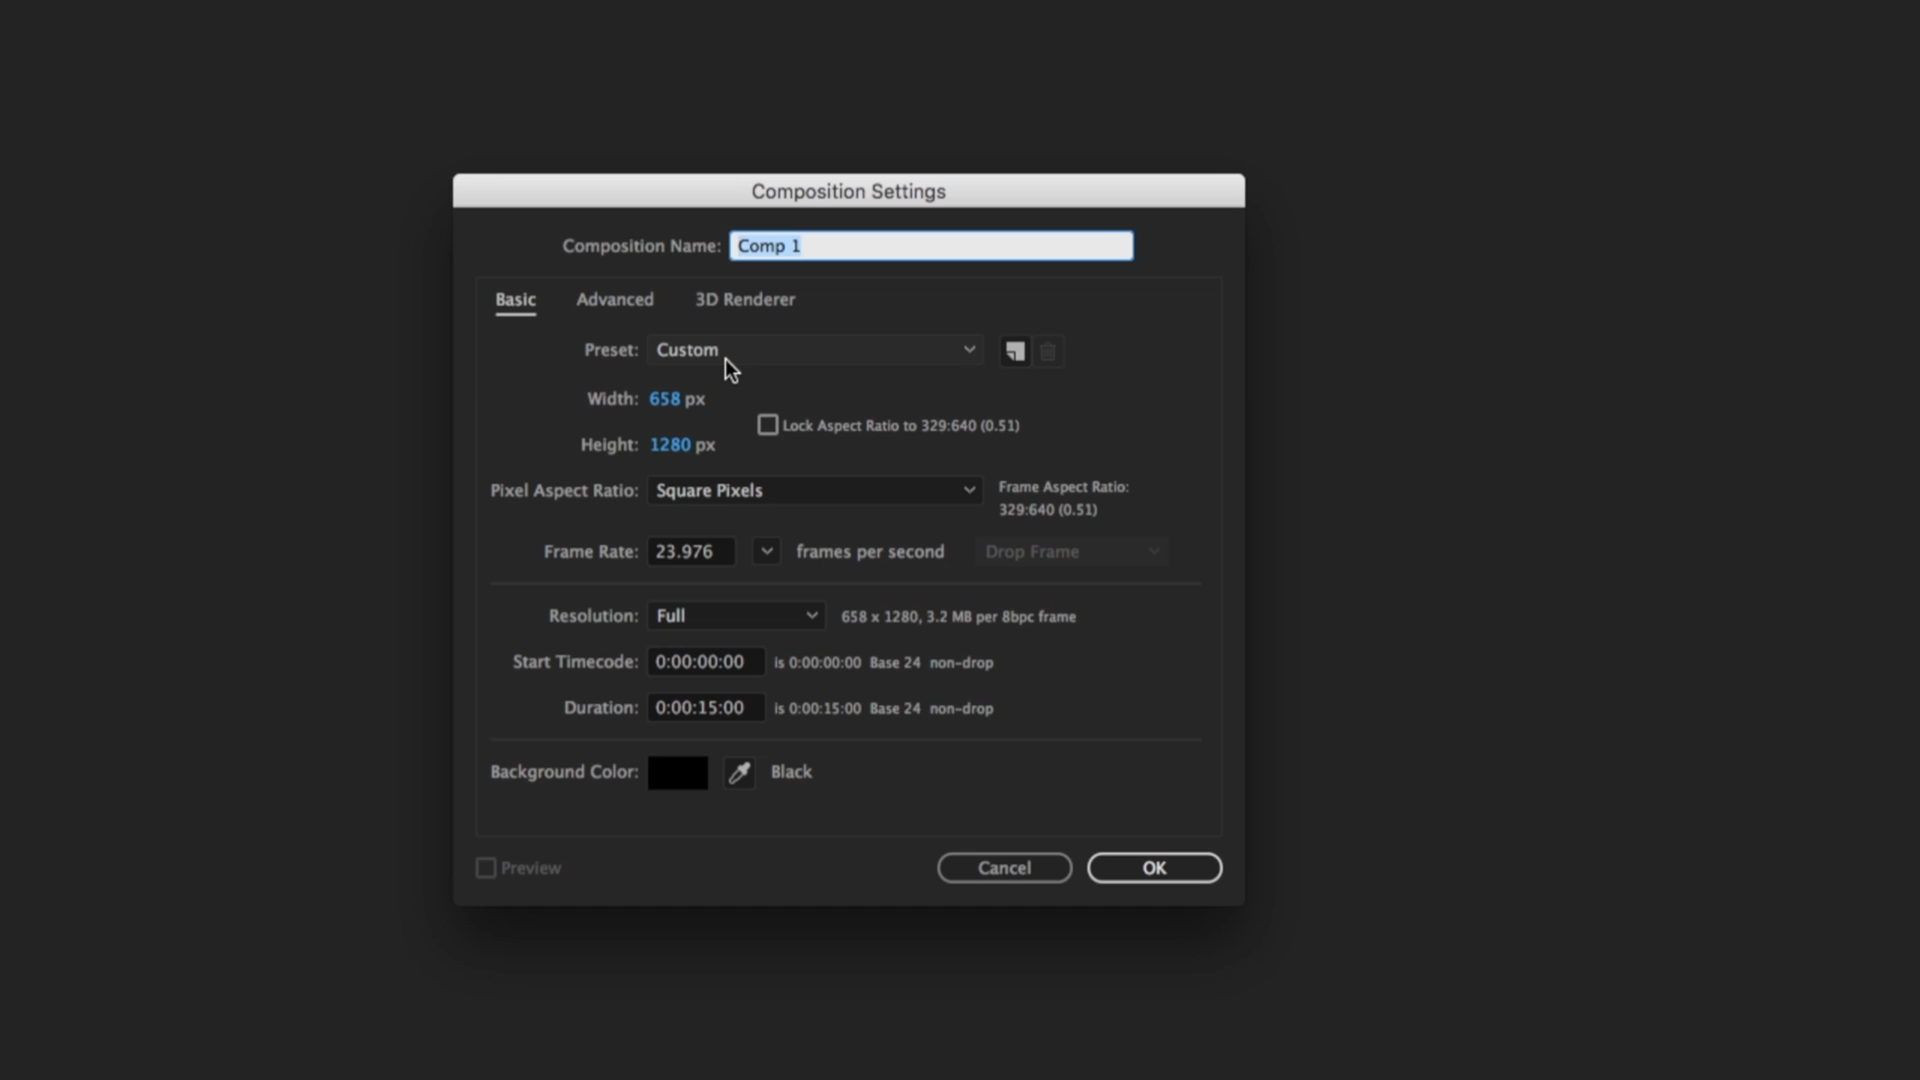 Composition Settings
Composition Name: Comp 1
Basic Advanced 3D Renderer
Preset: Custom
Width: 658 px
Lock Aspect Ratio to 329:640 (0.51)
Height: 1280 px
Pixel Aspect Ratio: Square Pixels
Frame Aspect Ratio:
329:640 (0.51)
Frame Rate: 23.976 frames per second Drop Frame
Resolution: Full 658 x 1280, 3.2 MB per 8bpc frame
Start Timecode: 0:00:00:00 is 0:00:00:00 Base 24 non-drop
Duration: 0:00:15:00 is 0:00:15:00 Base 24 non-drop
Background Color: Black
Preview Cancel OK